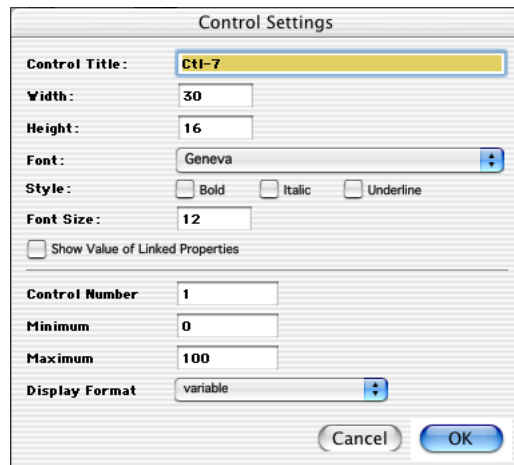 Control Settings
Control Title: Ctl-7
Width: 30
Height: 16
Font: Geneva
Style: Bold Italic Underline
Font Size: 12
Show Value of Linked Properties
Control Number 1
Minimum 0
Maximum 100
Display Format variable
Cancel OK